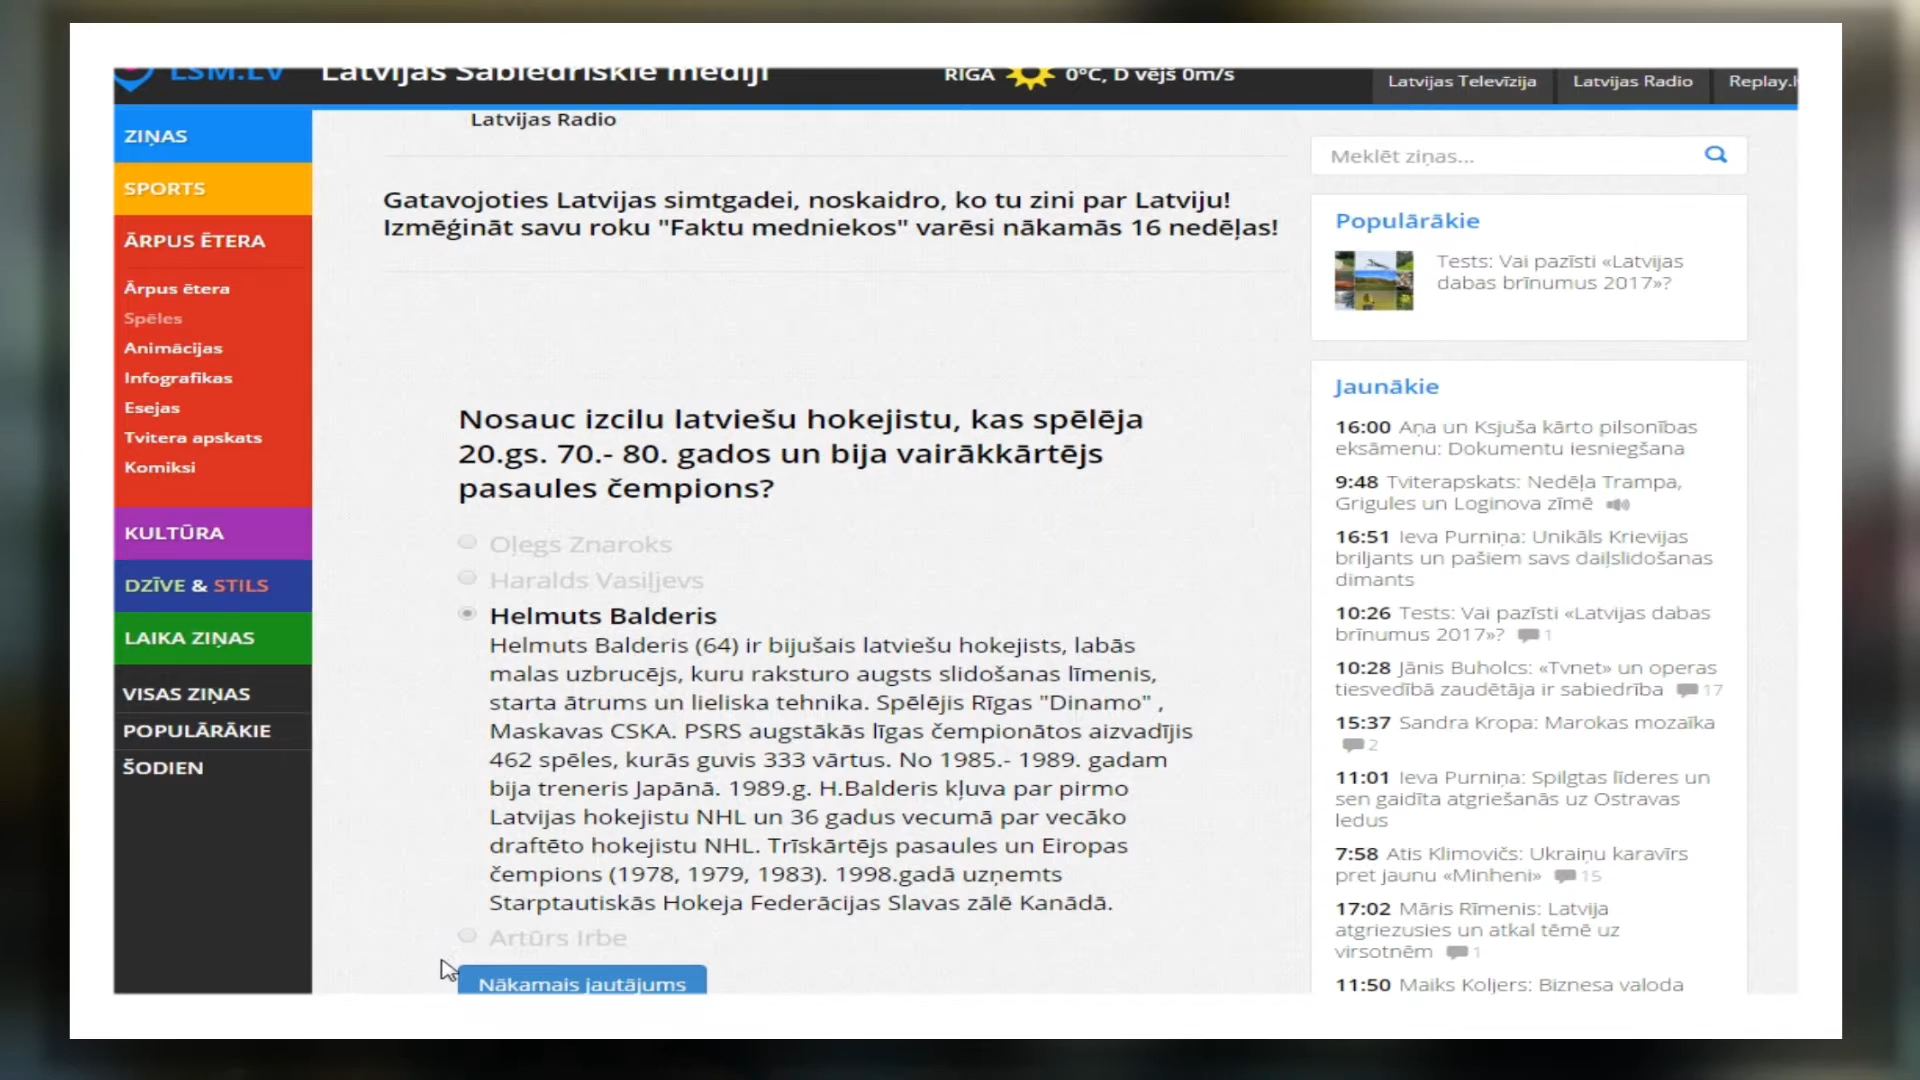 LSM.LV
Latvijas Sabiedriskie mediji
RĪGA 0°C, D vējš 0m/s
Latvijas Televīzija
Latvijas Radio
ZIŅAS
SPORTS
ĀRPUS ĒTERA
Ārpus ētera
Spēles
Animācijas
Infografikas
Esejas
Tvitera apskats
Komiksi
KULTŪRA
DZĪVE & STILS
LAIKA ZIŅAS
VISAS ZIŅAS
POPULĀRĀKIE
ŠODIEN
Latvijas Radio
Gatavojoties Latvijas simtgadei, noskaidro, ko tu zini par Latviju!
Izmēģināt savu roku "Faktu medniekos" varēsi nākamās 16 nedēļas!
Nosauc izcilu latviešu hokejistu, kas spēlēja
20.gs. 70.- 80. gados un bija vairākkārtējs
pasaules čempions?
Oļegs Znaroks
Haralds Vasiļjevs
Helmuts Balderis
Helmuts Balderis (64) ir bijušais latviešu hokejists, labās
malas uzbrucējs, kuru raksturo augsts slidošanas līmenis,
starta ātrums un lieliska tehnika. Spēlējis Rīgas "Dinamo" ,
Maskavas CSKA. PSRS augstākās līgas čempionātos aizvadījis
462 spēles, kurās guvis 333 vārtus. No 1985.- 1989. gadam
bija treneris Japānā. 1989.g. H.Balderis kļuva par pirmo
Latvijas hokejistu NHL un 36 gadus vecumā par vecāko
draftēto hokejistu NHL. Trīskārtējs pasaules un Eiropas
čempions (1978, 1979, 1983). 1998.gadā uzņemts
Starptautiskās Hokeja Federācijas Slavas zālē Kanādā.
Artūrs Irbe
Nākamais jautājums
Meklēt ziņas...
Populārākie
Tests: Vai pazīsti «Latvijas
dabas brīnumus 2017»?
Jaunākie
16:00 Aņa un Ksjuša kārto pilsonības
eksāmenu: Dokumentu iesniegšana
9:48 Tviterapskats: Nedēļa Trampa,
Grigules un Loginova zīmē
16:51 Ieva Purniņa: Unikāls Krievijas
briljants un pašiem savs daiļslidošanas
dimants
10:26 Tests: Vai pazīsti «Latvijas dabas
brīnumus 2017»? 1
10:28 Jānis Buholcs: «Tvnet» un operas
tiesvedībā zaudētāja ir sabiedrība 17
15:37 Sandra Kropa: Marokas mozaīka
2
11:01 Ieva Purniņa: Spilgtas līderes un
sen gaidīta atgriešanās uz Ostravas
ledus
7:58 Atis Klimovičs: Ukraiņu karavīrs
pret jaunu «Minheni» 15
17:02 Māris Rīmenis: Latvija
atgriezusies un atkal tēmē uz
virsotnēm 1
11:50 Maiks Koljers: Biznesa valoda